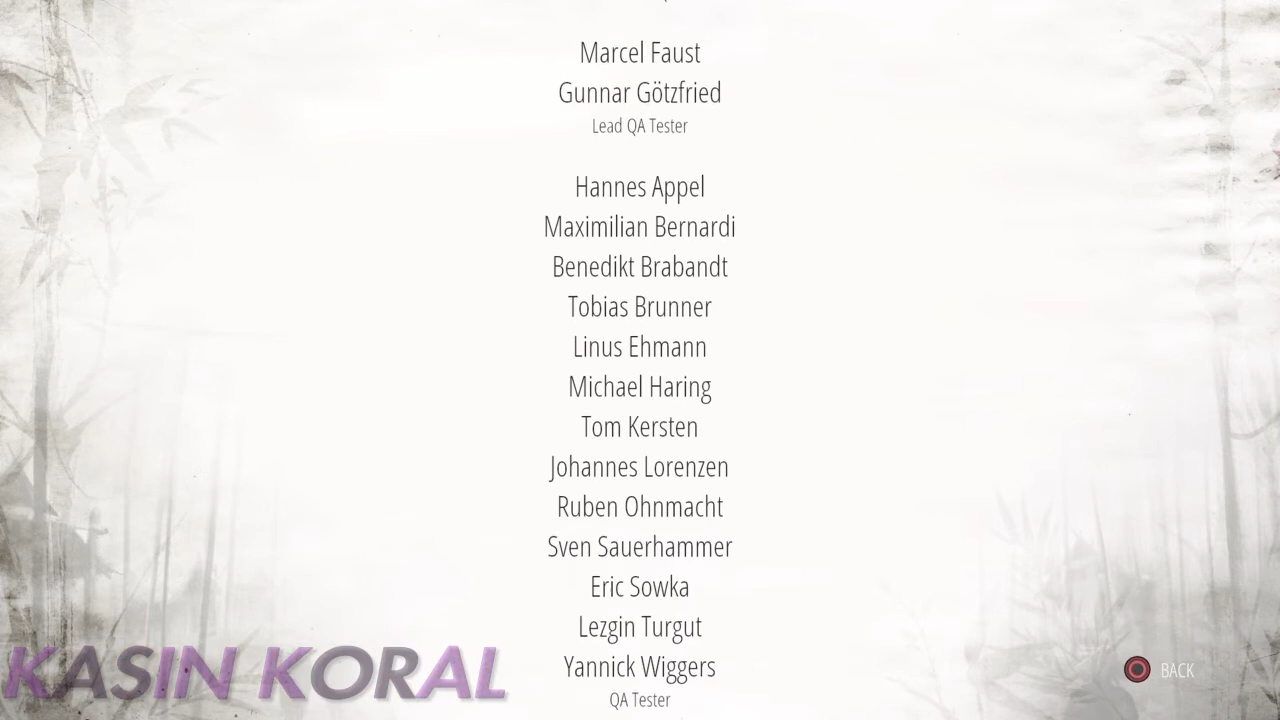 Marcel Faust
Gunnar Götzfried
Lead QA Tester
Hannes Appel
Maximilian Bernardi
Benedikt Brabandt
Tobias Brunner
Linus Ehmann
Michael Haring
Tom Kersten
Johannes Lorenzen
Ruben Ohnmacht
Sven Sauerhammer
Eric Sowka
Lezgin Turgut
Yannick Wiggers
QA Tester
KASIN KORAL
BACK